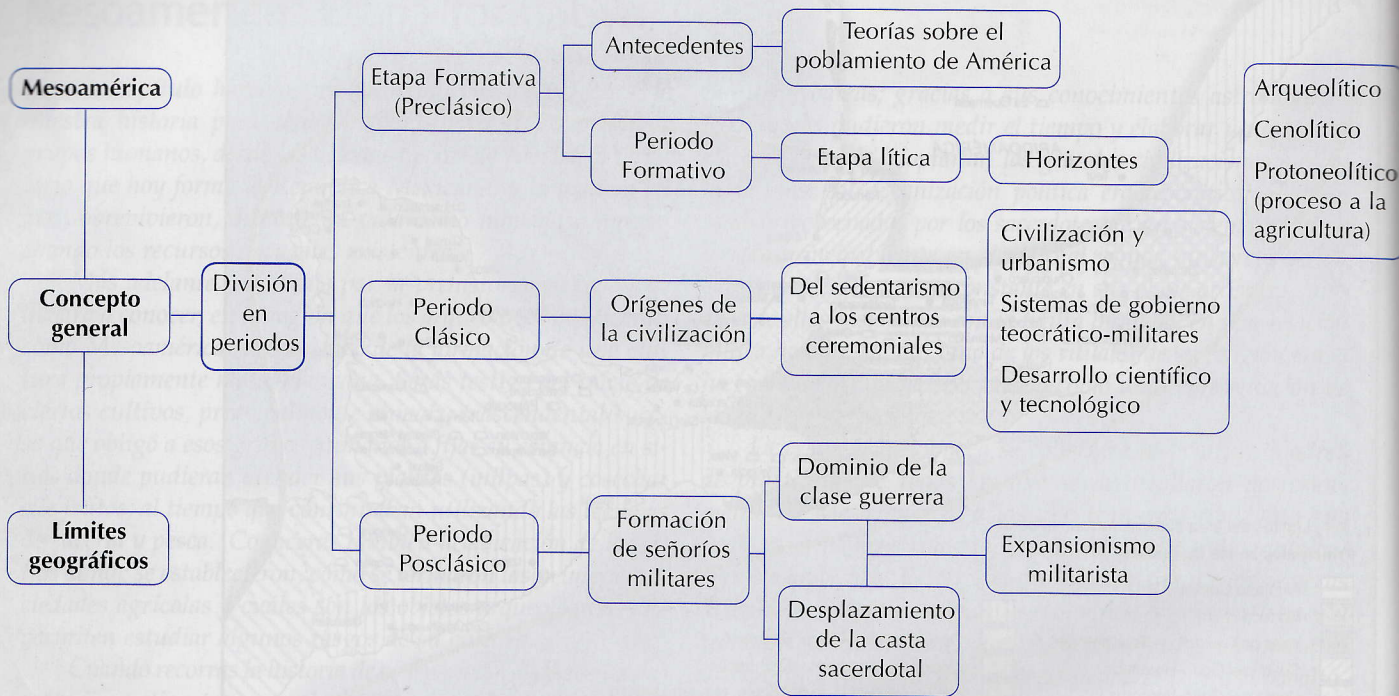 Mesoamérica
Concepto
general
Límites
geográficos
División
en
periodos
Etapa Formativa
(Preclásico)
Antecedentes
Teorías sobre el
poblamiento de América
Periodo
Formativo
Etapa lítica
Horizontes
Arqueolítico
Cenolítico
Protoneolítico
(proceso a la
agricultura)
Periodo
Clásico
Orígenes de
la civilización
Del sedentarismo
a los centros
ceremoniales
Civilización y
urbanismo
Sistemas de gobierno
teocrático-militares
Desarrollo científico
y tecnológico
Periodo
Posclásico
Formación
de señoríos
militares
Dominio de la
clase guerrera
Desplazamiento
de la casta
sacerdotal
Expansionismo
militarista